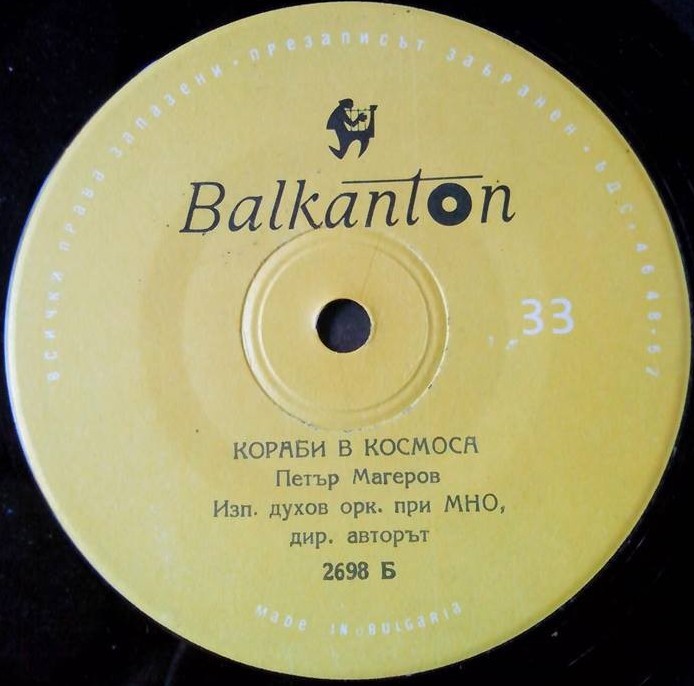 ВСИЧКИ ПРАВА ЗАПАЗЕНИ · ПРЕЗАПИСЪТ ЗАБРАНЕН · БДС · 4648-57
Balkanton
33
КОРАБИ В КОСМОСА
Петър Магеров
Изп. духов орк. при МНО,
дир. авторът
2698 Б
MADE IN BULGARIA